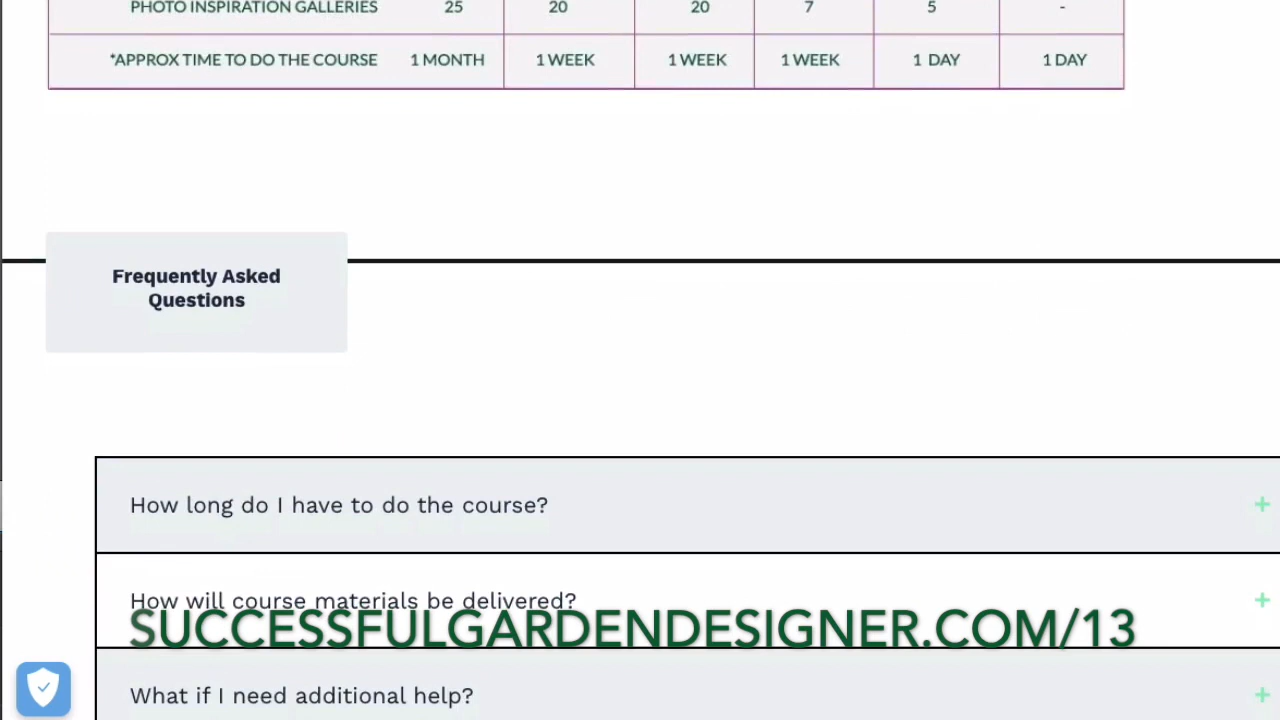 PHOTO INSPIRATION GALLERIES 25 20 20 7 5 -
*APPROX TIME TO DO THE COURSE 1 MONTH 1 WEEK 1 WEEK 1 WEEK 1 DAY 1 DAY
Frequently Asked
Questions
How long do I have to do the course? +
How will course materials be delivered? +
SUCCESSFULGARDENDESIGNER.COM/13
What if I need additional help? +